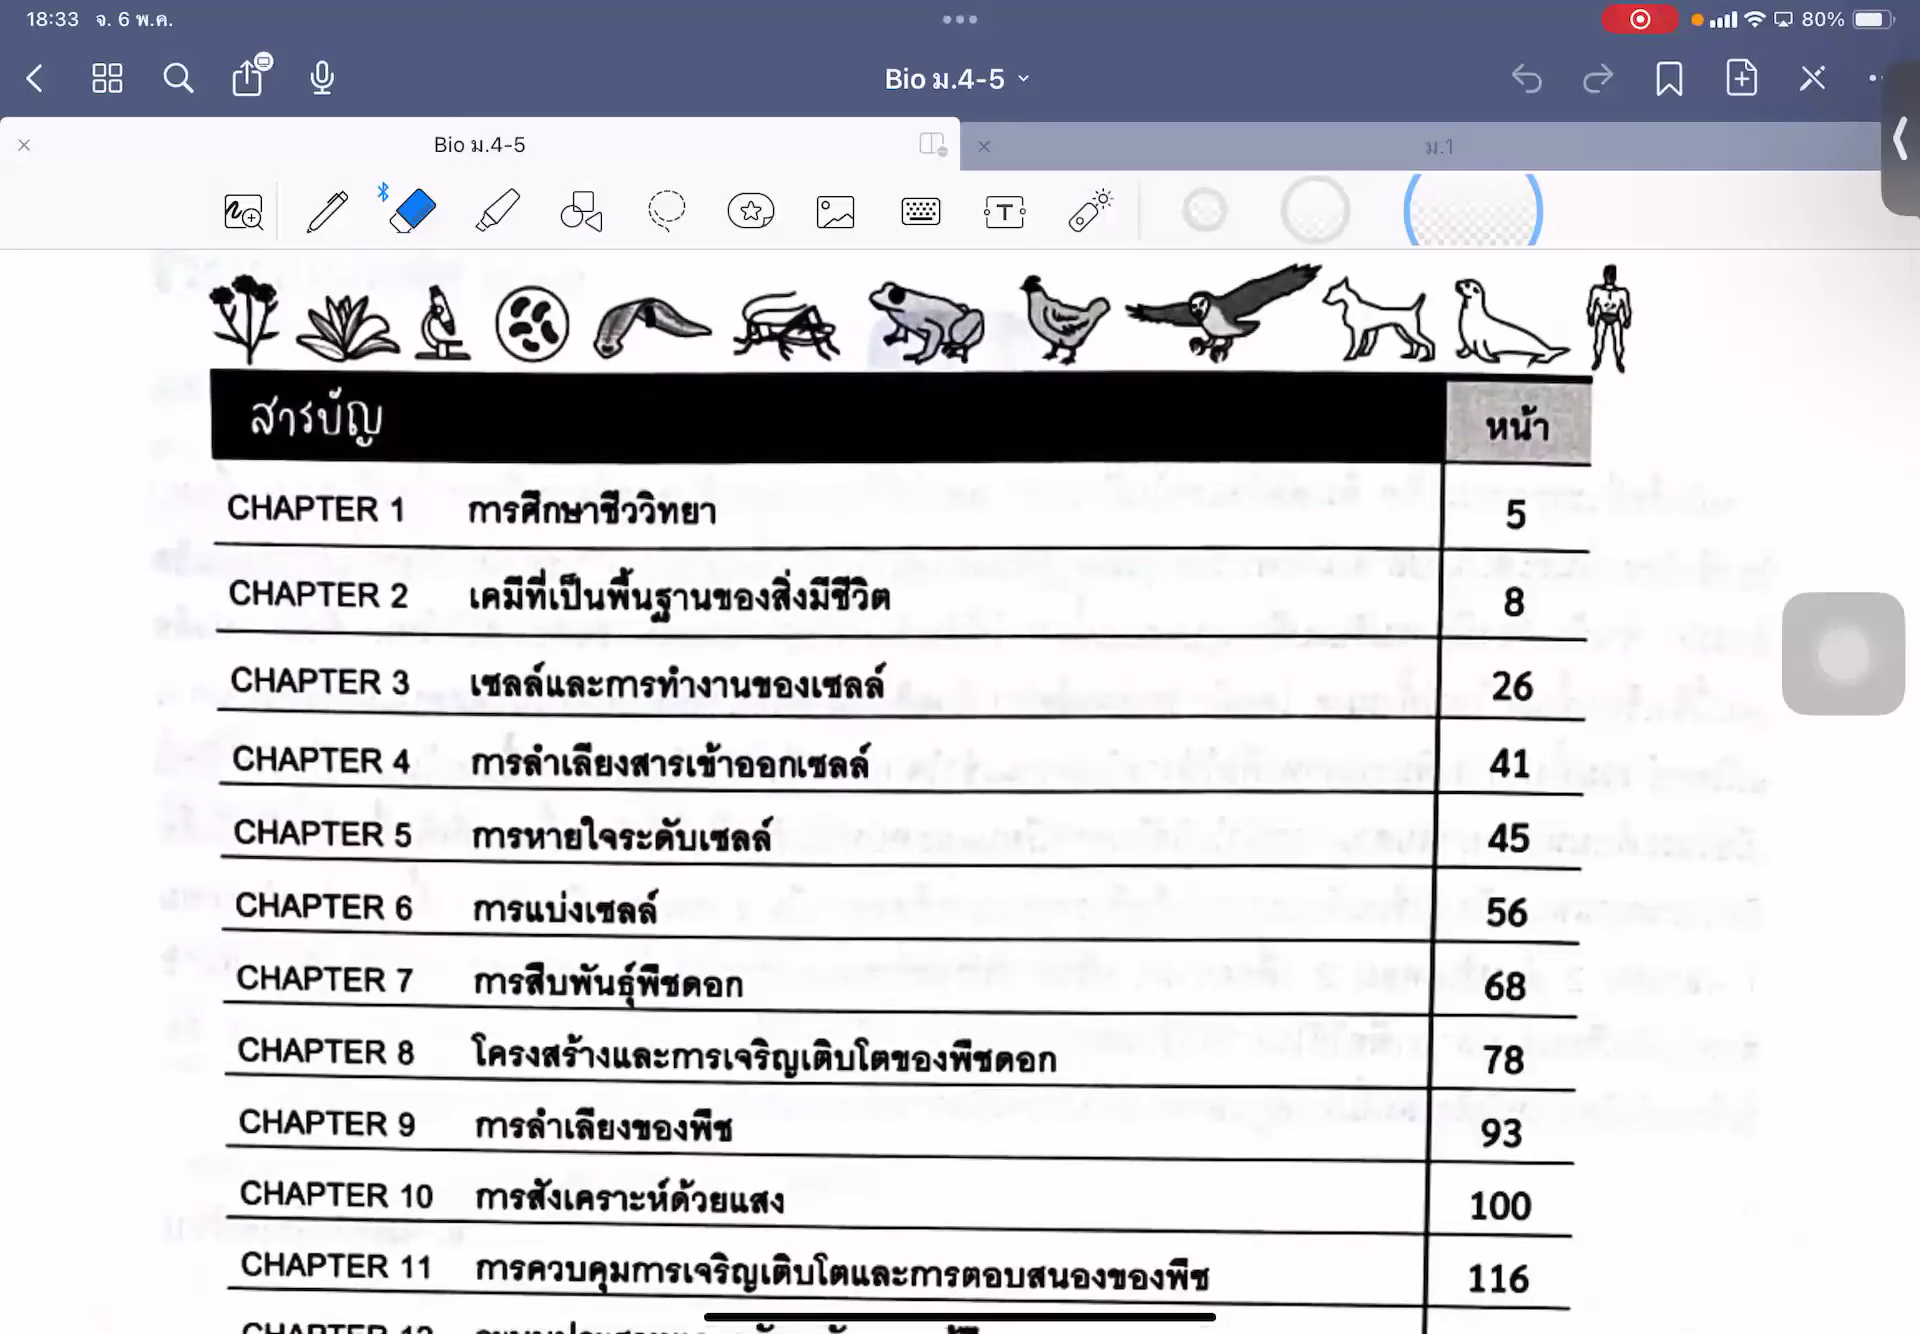 18:33 จ. 6 พ.ค.
80%
Bio ม.4-5
Bio ม.4-5
ม.1
T
สารบัญ หน้า
CHAPTER 1 การศึกษาชีววิทยา 5
CHAPTER 2 เคมีที่เป็นพื้นฐานของสิ่งมีชีวิต 8
CHAPTER 3 เซลล์และการทำงานของเซลล์ 26
CHAPTER 4 การลำเลียงสารเข้าออกเซลล์ 41
CHAPTER 5 การหายใจระดับเซลล์ 45
CHAPTER 6 การแบ่งเซลล์ 56
CHAPTER 7 การสืบพันธุ์พืชดอก 68
CHAPTER 8 โครงสร้างและการเจริญเติบโตของพืชดอก 78
CHAPTER 9 การลำเลียงของพืช 93
CHAPTER 10 การสังเคราะห์ด้วยแสง 100
CHAPTER 11 การควบคุมการเจริญเติบโตและการตอบสนองของพืช 116
CHAPTER 12